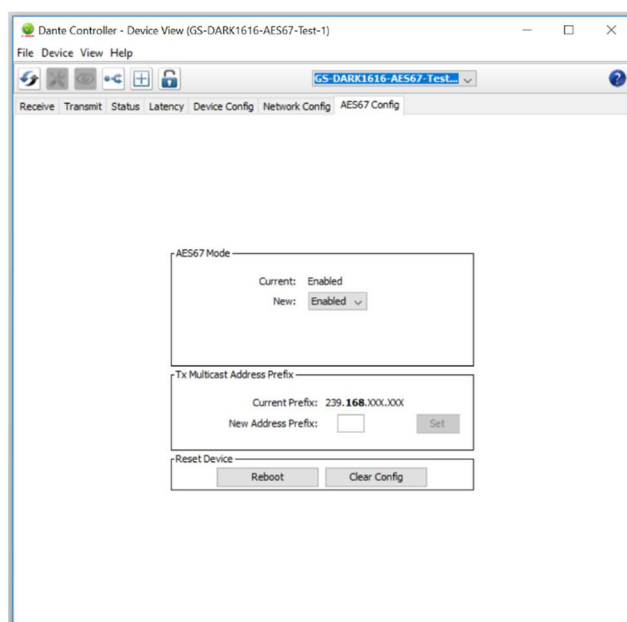 Dante Controller - Device View (GS-DARK1616-AES67-Test-1)
File Device View Help
GS-DARK1616-AES67-Test...
Receive Transmit Status Latency Device Config Network Config AES67 Config
AES67 Mode
Current: Enabled
New: Enabled
Tx Multicast Address Prefix
Current Prefix: 239.168.XXX.XXX
New Address Prefix: Set
Reset Device
Reboot Clear Config